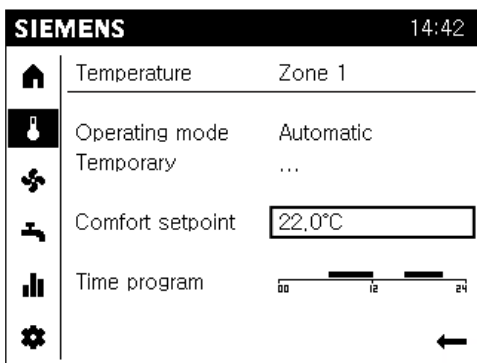 SIEMENS 14:42
Temperature Zone 1
Operating mode Automatic
Temporary ...
Comfort setpoint 22,0°C
Time program
00 12 24